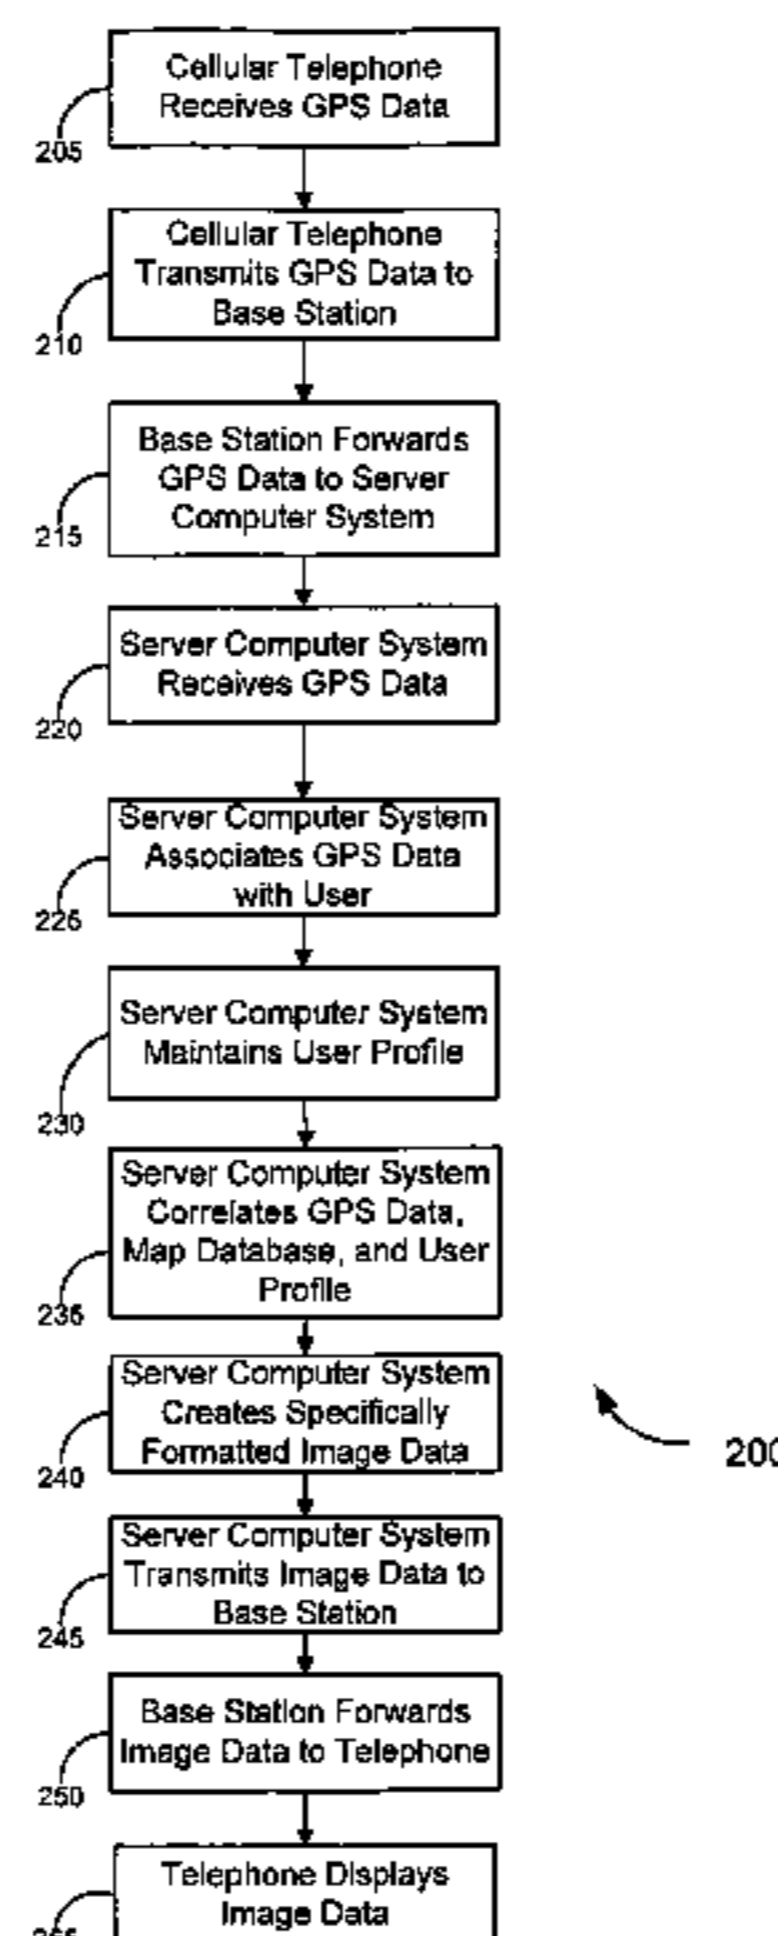 Cellular Telephone
Receives GPS Data
205
Cellular Telephone
Transmits GPS Data to
Base Station
210
Base Station Forwards
GPS Data to Server
Computer System
215
Server Computer System
Receives GPS Data
220
Server Computer System
Associates GPS Data
with User
225
Server Computer System
Maintains User Profile
230
Server Computer System
Correlates GPS Data,
Map Database, and User
Profile
235
Server Computer System
Creates Specifically
Formatted Image Data
240
200
Server Computer System
Transmits Image Data to
Base Station
245
Base Station Forwards
Image Data to Telephone
250
Telephone Displays
Image Data